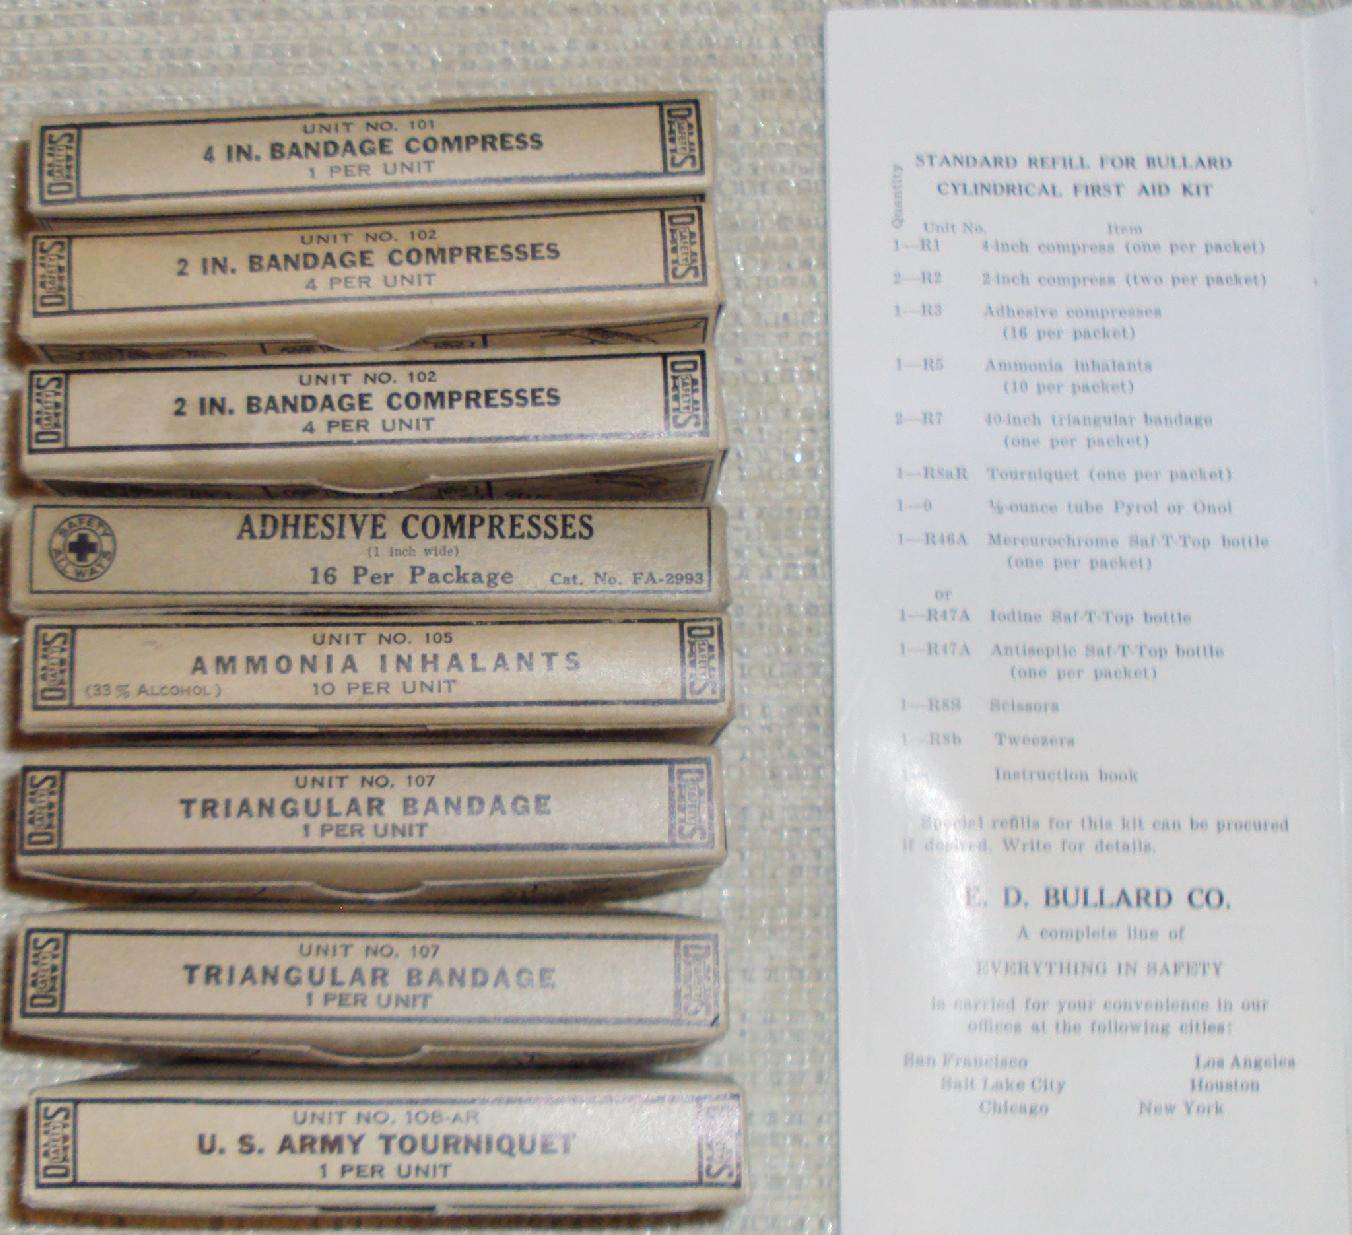 UNIT NO. 101
4 IN. BANDAGE COMPRESS
1 PER UNIT
UNIT NO. 102
2 IN. BANDAGE COMPRESSES
4 PER UNIT
UNIT NO. 102
2 IN. BANDAGE COMPRESSES
4 PER UNIT
SAFETY
ALWAYS
ADHESIVE COMPRESSES
(1 inch wide)
16 Per Package Cat. No. FA-2993
UNIT NO. 105
AMMONIA INHALANTS
(33% ALCOHOL) 10 PER UNIT
UNIT NO. 107
TRIANGULAR BANDAGE
1 PER UNIT
UNIT NO. 107
TRIANGULAR BANDAGE
1 PER UNIT
UNIT NO. 108-AR
U. S. ARMY TOURNIQUET
1 PER UNIT
STANDARD REFILL FOR BULLARD
CYLINDRICAL FIRST AID KIT
Quantity
Unit No. Item
1—R1 4-inch compress (one per packet)
2—R2 2-inch compress (two per packet)
1—R3 Adhesive compresses
(16 per packet)
1—R5 Ammonia Inhalants
(10 per packet)
2—R7 40-inch triangular bandage
(one per packet)
1—R8aR Tourniquet (one per packet)
1—0 ½-ounce tube Pyrol or Onol
1—R46A Mercurochrome Saf-T-Top bottle
(one per packet)
or
1—R47A Iodine Saf-T-Top bottle
1—R47A Antiseptic Saf-T-Top bottle
(one per packet)
1—R8S Scissors
1—R8b Tweezers
Instruction book
Special refills for this kit can be procured
if desired. Write for details.
E. D. BULLARD CO.
A complete line of
EVERYTHING IN SAFETY
is carried for your convenience in our
offices at the following cities:
San Francisco Los Angeles
Salt Lake City Houston
Chicago New York